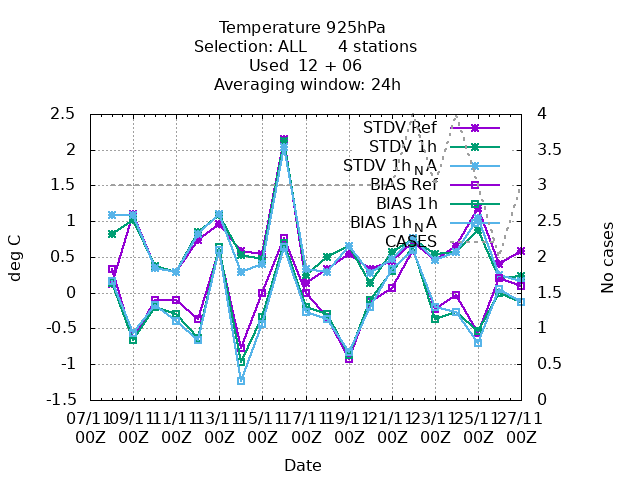 Temperature 925hPa
Selection: ALL 4 stations
Used 12 + 06
Averaging window: 24h
deg C
No cases
2.5
2
1.5
1
0.5
0
-0.5
-1
-1.5
4
3.5
3
2.5
2
1.5
1
0.5
0
STDV Ref
STDV 1h
STDV 1h_NA
BIAS Ref
BIAS 1h
BIAS 1h_NA
CASES
07/11 09/11 11/11 13/11 15/11 17/11 19/11 21/11 23/11 25/11 27/11
00Z 00Z 00Z 00Z 00Z 00Z 00Z 00Z 00Z 00Z 00Z
Date